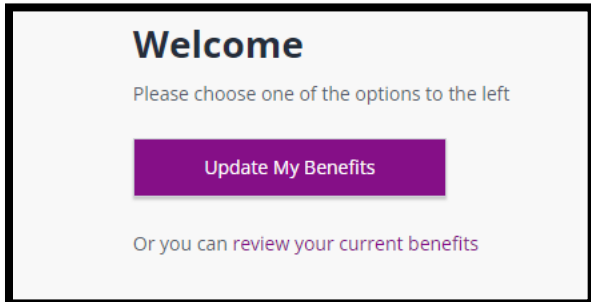 Welcome
Please choose one of the options to the left
Update My Benefits
Or you can review your current benefits